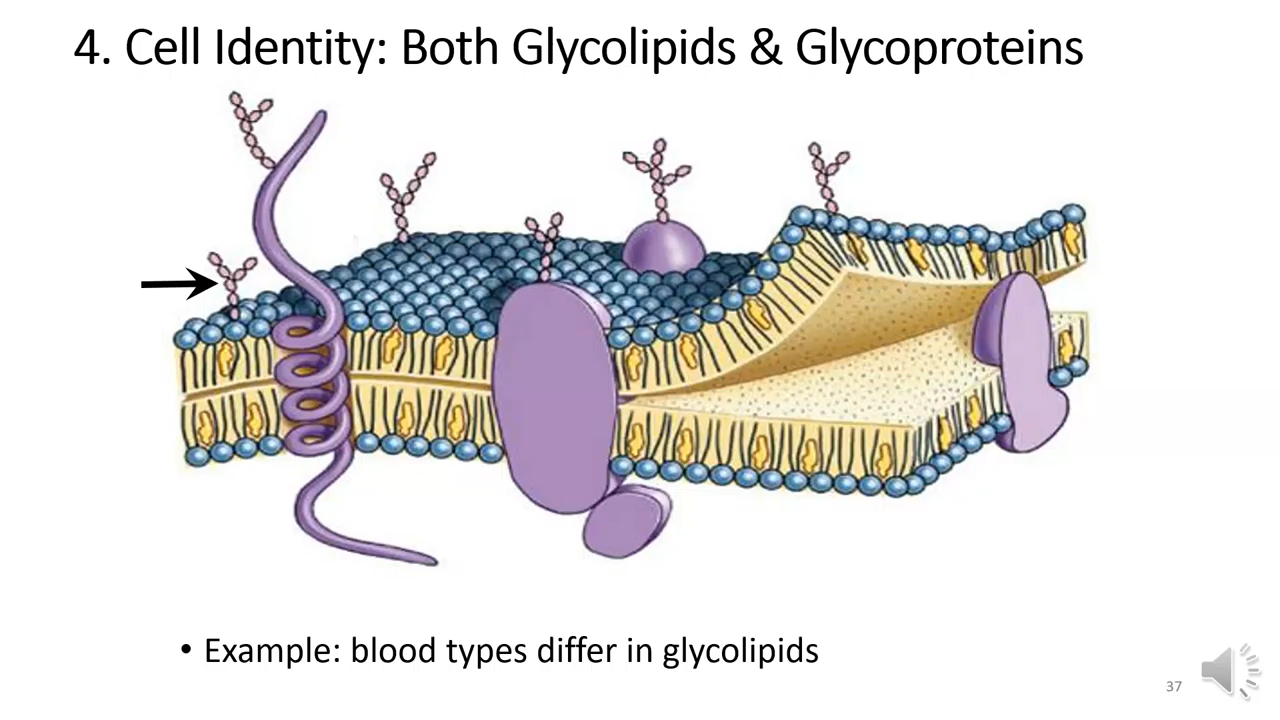 4. Cell Identity: Both Glycolipids & Glycoproteins
• Example: blood types differ in glycolipids
37